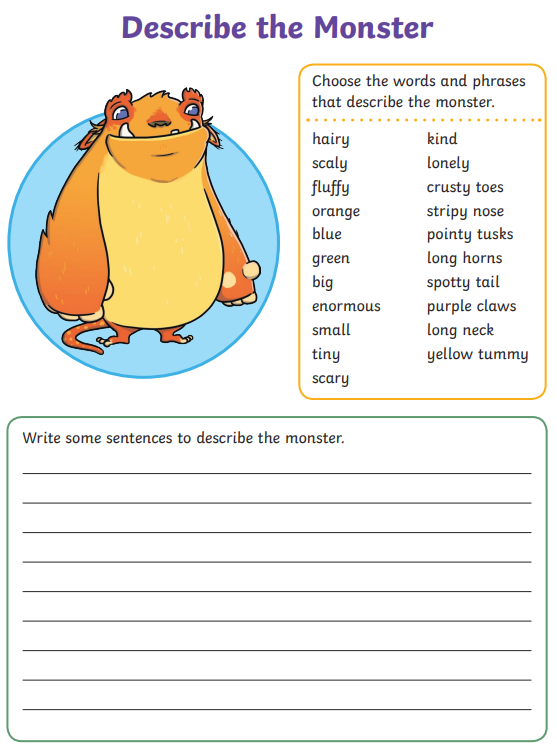 Describe the Monster
Choose the words and phrases
that describe the monster.
hairy
scaly
fluffy
orange
blue
green
big
enormous
small
tiny
scary
kind
lonely
crusty toes
stripy nose
pointy tusks
long horns
spotty tail
purple claws
long neck
yellow tummy
Write some sentences to describe the monster.